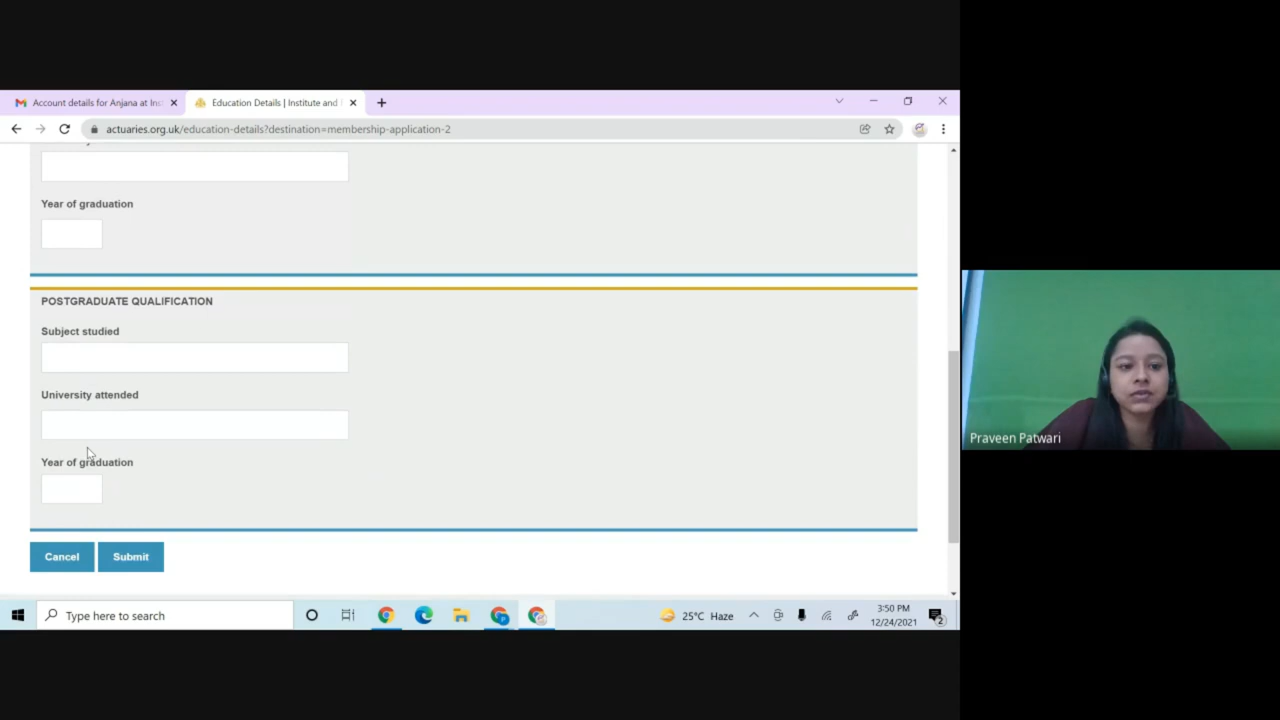 Account details for Anjana at Ins
Education Details | Institute and
actuaries.org.uk/education-details?destination=membership-application-2
Year of graduation
POSTGRADUATE QUALIFICATION
Subject studied
University attended
Year of graduation
Cancel
Submit
Praveen Patwari
Type here to search
25°C Haze
3:50 PM
12/24/2021
2